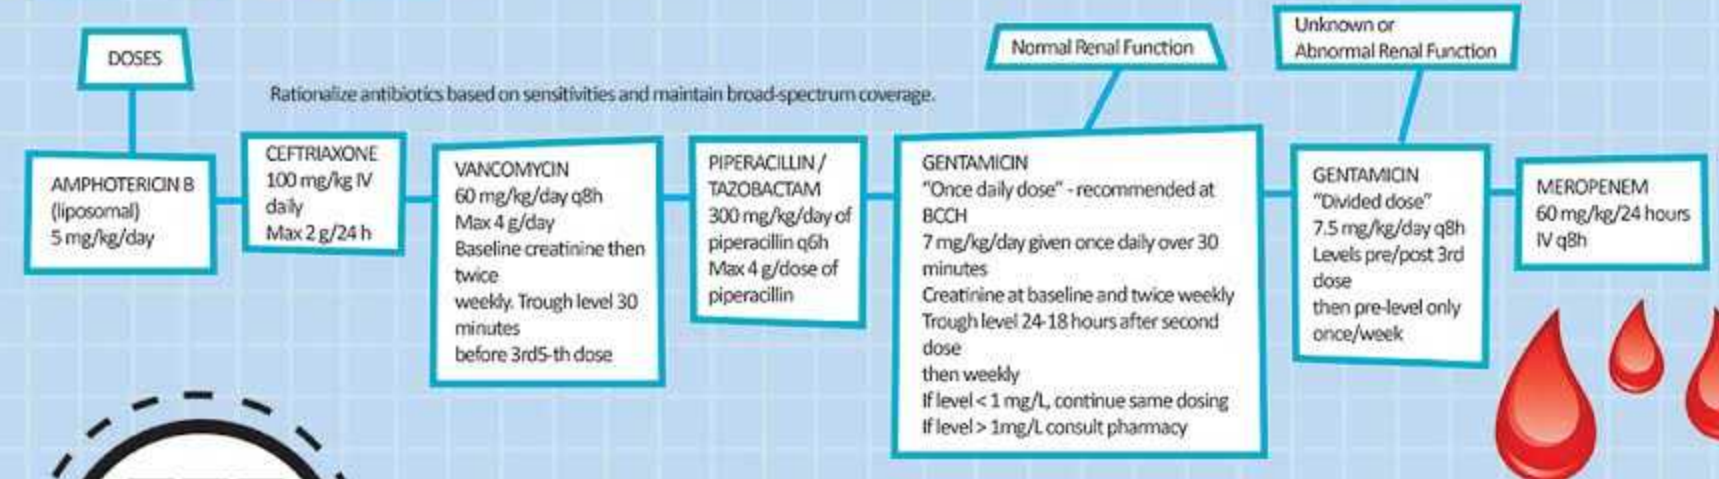 DOSES
Rationalize antibiotics based on sensitivities and maintain broad-spectrum coverage.
Normal Renal Function
Unknown or
Abnormal Renal Function
AMPHOTERICIN B
(liposomal)
5 mg/kg/day
CEFTRIAXONE
100 mg/kg IV
daily
Max 2 g/24 h
VANCOMYCIN
60 mg/kg/day q8h
Max 4 g/day
Baseline creatinine then
twice
weekly. Trough level 30
minutes
before 3rd5-th dose
PIPERACILLIN /
TAZOBACTAM
300 mg/kg/day of
piperacillin q6h
Max 4 g/dose of
piperacillin
GENTAMICIN
"Once daily dose" - recommended at
BCCH
7 mg/kg/day given once daily over 30
minutes
Creatinine at baseline and twice weekly
Trough level 24-18 hours after second
dose
then weekly
If level < 1 mg/L, continue same dosing
If level > 1mg/L consult pharmacy
GENTAMICIN
"Divided dose"
7.5 mg/kg/day q8h
Levels pre/post 3rd
dose
then pre-level only
once/week
MEROPENEM
60 mg/kg/24 hours
IV q8h